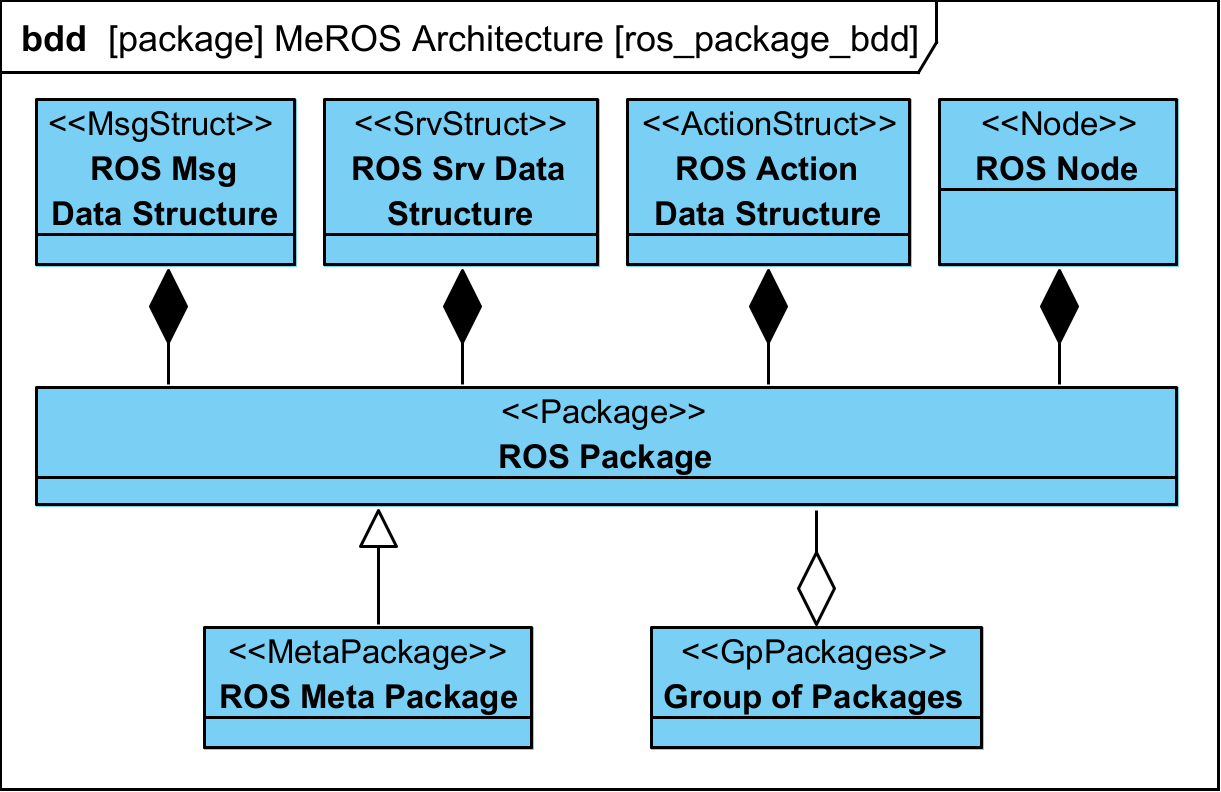 bdd [package] MeROS Architecture [ros_package_bdd]
<<MsgStruct>>
ROS Msg
Data Structure
<<SrvStruct>>
ROS Srv Data
Structure
<<ActionStruct>>
ROS Action
Data Structure
<<Node>>
ROS Node
<<Package>>
ROS Package
<<MetaPackage>>
ROS Meta Package
<<GpPackages>>
Group of Packages